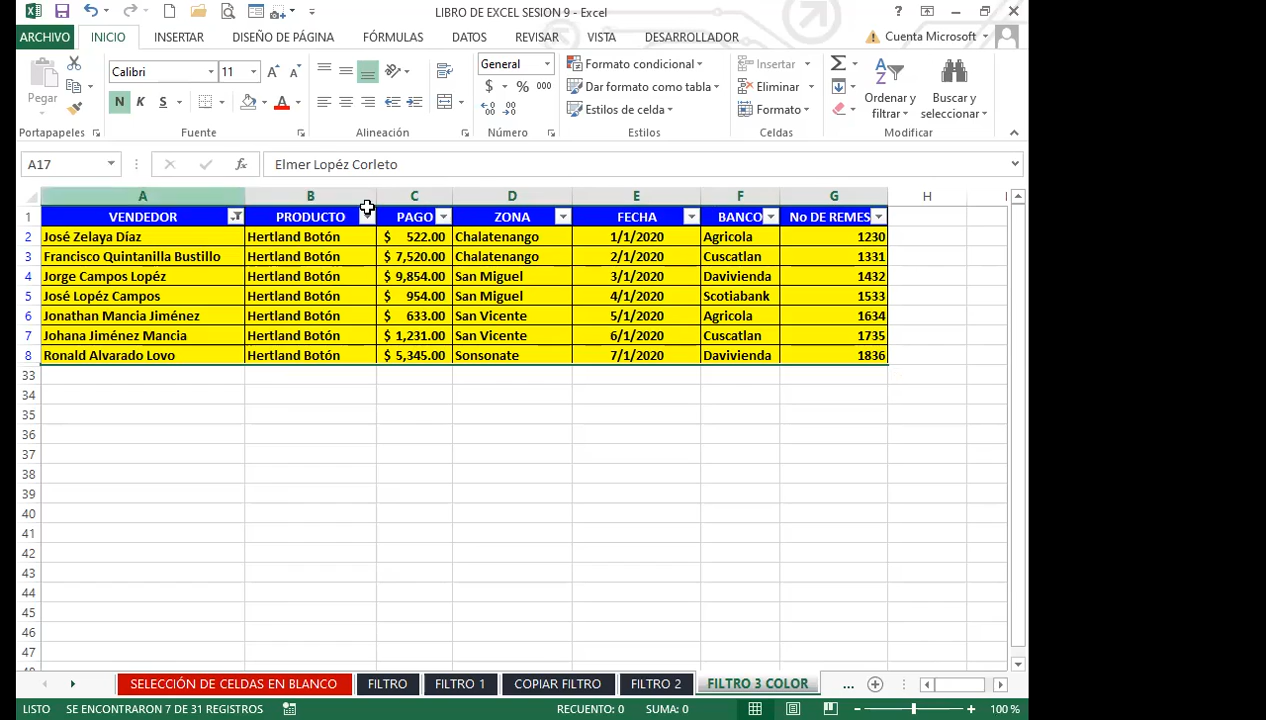 LIBRO DE EXCEL SESION 9 - Excel
ARCHIVO INICIO INSERTAR DISEÑO DE PÁGINA FÓRMULAS DATOS REVISAR VISTA DESARROLLADOR Cuenta Microsoft
Calibri 11 General Formato condicional Insertar
Pegar N K S $ % 000 Dar formato como tabla Eliminar Ordenar y filtrar Buscar y seleccionar
Estilos de celda Formato
Portapapeles Fuente Alineación Número Estilos Celdas Modificar
A17 fx Elmer Lopéz Corleto
A B C D E F G H I
1 VENDEDOR PRODUCTO PAGO ZONA FECHA BANCO No DE REMES
2 José Zelaya Díaz Hertland Botón $ 522.00 Chalatenango 1/1/2020 Agricola 1230
3 Francisco Quintanilla Bustillo Hertland Botón $ 7,520.00 Chalatenango 2/1/2020 Cuscatlan 1331
4 Jorge Campos Lopéz Hertland Botón $ 9,854.00 San Miguel 3/1/2020 Davivienda 1432
5 José Lopéz Campos Hertland Botón $ 954.00 San Miguel 4/1/2020 Scotiabank 1533
6 Jonathan Mancia Jiménez Hertland Botón $ 633.00 San Vicente 5/1/2020 Agricola 1634
7 Johana Jiménez Mancia Hertland Botón $ 1,231.00 San Vicente 6/1/2020 Cuscatlan 1735
8 Ronald Alvarado Lovo Hertland Botón $ 5,345.00 Sonsonate 7/1/2020 Davivienda 1836
33
34
35
36
37
38
39
40
41
42
43
44
45
46
47
SELECCIÓN DE CELDAS EN BLANCO FILTRO FILTRO 1 COPIAR FILTRO FILTRO 2 FILTRO 3 COLOR ...
LISTO SE ENCONTRARON 7 DE 31 REGISTROS RECUENTO: 0 SUMA: 0 100 %